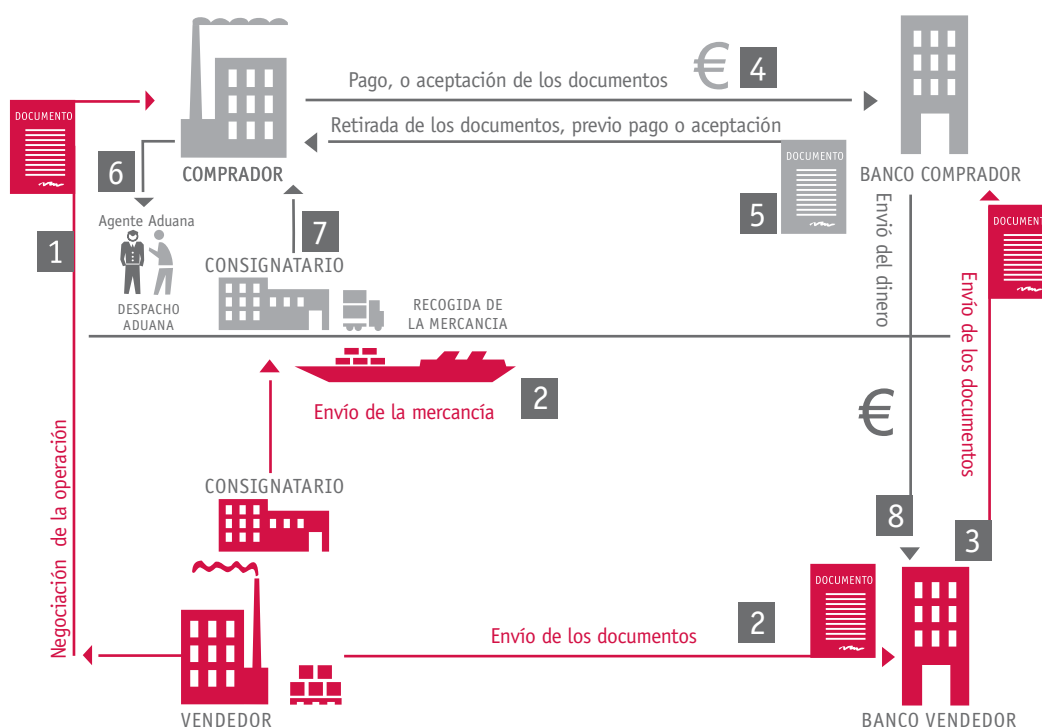 € 4
Pago, o aceptación de los documentos
DOCUMENTO
Retirada de los documentos, previo pago o aceptación
DOCUMENTO
6
COMPRADOR
BANCO COMPRADOR
5
Agente Aduana
7
1
CONSIGNATARIO
DOCUMENTO
Envió del dinero
DESPACHO
ADUANA
RECOGIDA DE
LA MERCANCIA
Envío de los documentos
2
Envío de la mercancía
€
Negociación de la operación
CONSIGNATARIO
8
3
DOCUMENTO
2
Envío de los documentos
VENDEDOR
BANCO VENDEDOR